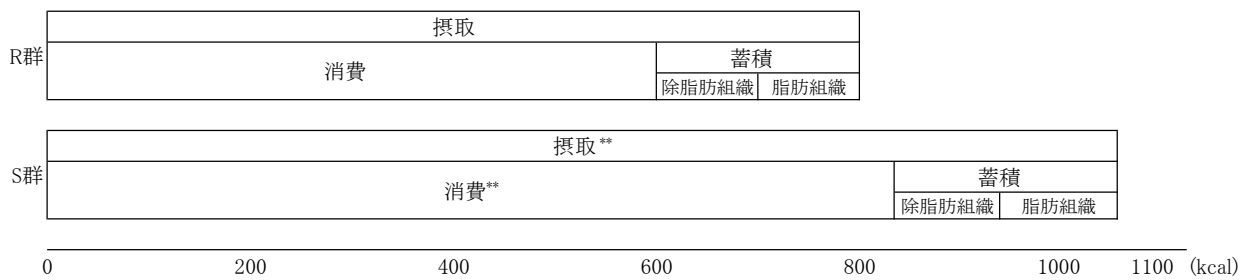 摂取
R群
消費
蓄積
除脂肪組織
脂肪組織
摂取**
S群
消費**
蓄積
除脂肪組織
脂肪組織
0 200 400 600 800 1000 1100 (kcal)